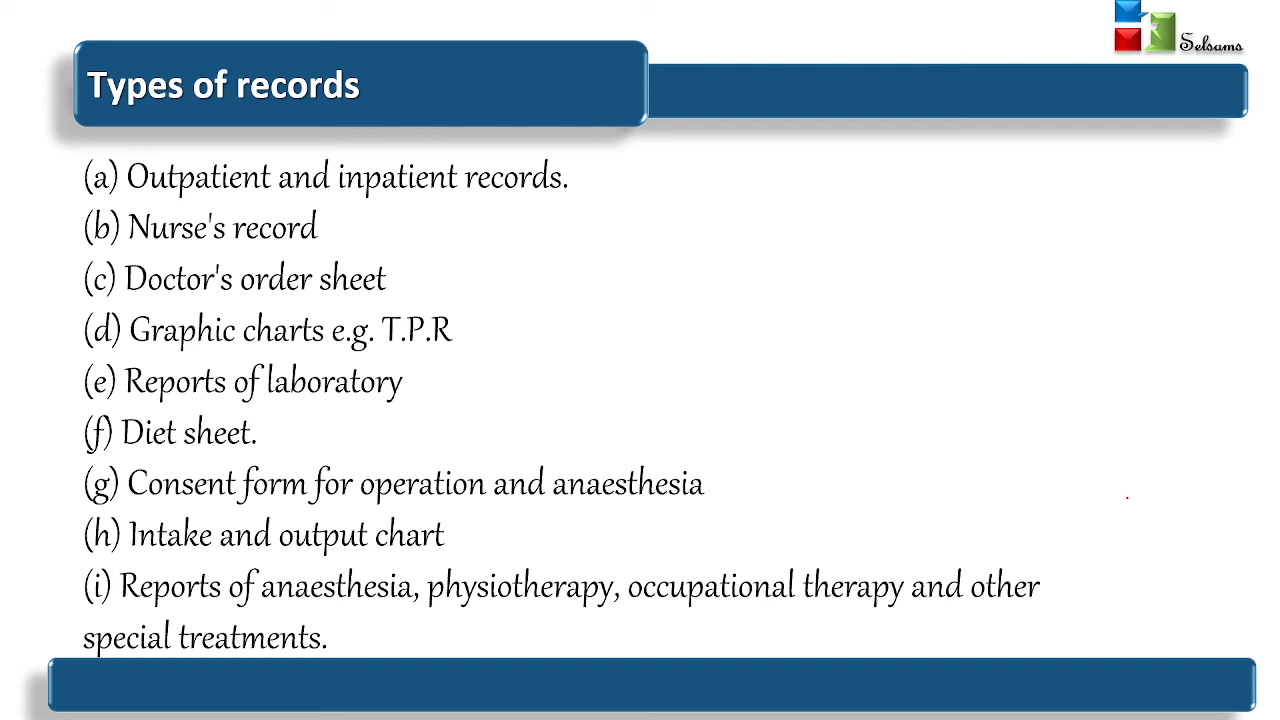 Selsams
Types of records
(a) Outpatient and inpatient records.
(b) Nurse's record
(c) Doctor's order sheet
(d) Graphic charts e.g. T.P.R
(e) Reports of laboratory
(f) Diet sheet.
(g) Consent form for operation and anaesthesia
(h) Intake and output chart
(i) Reports of anaesthesia, physiotherapy, occupational therapy and other
special treatments.